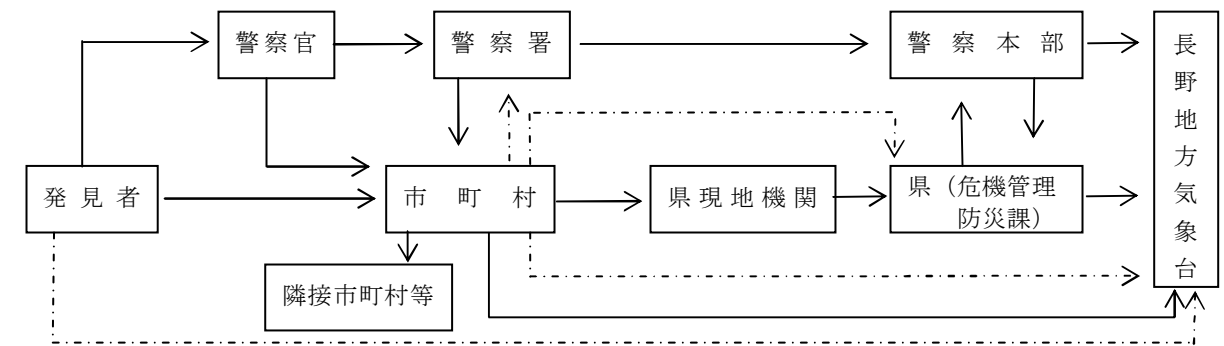 警察官
警察署
警察本部
長野地方気象台
発見者
市町村
県現地機関
県（危機管理
防災課）
隣接市町村等